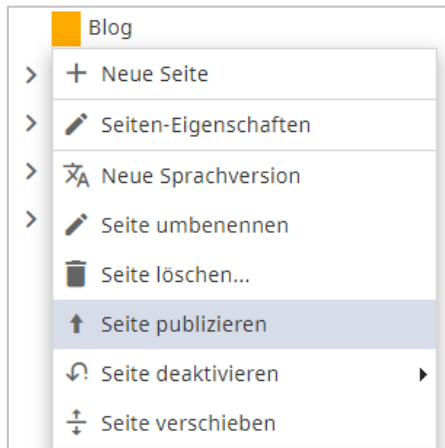 Blog
Neue Seite
Seiten-Eigenschaften
Neue Sprachversion
Seite umbenennen
Seite löschen...
Seite publizieren
Seite deaktivieren
Seite verschieben